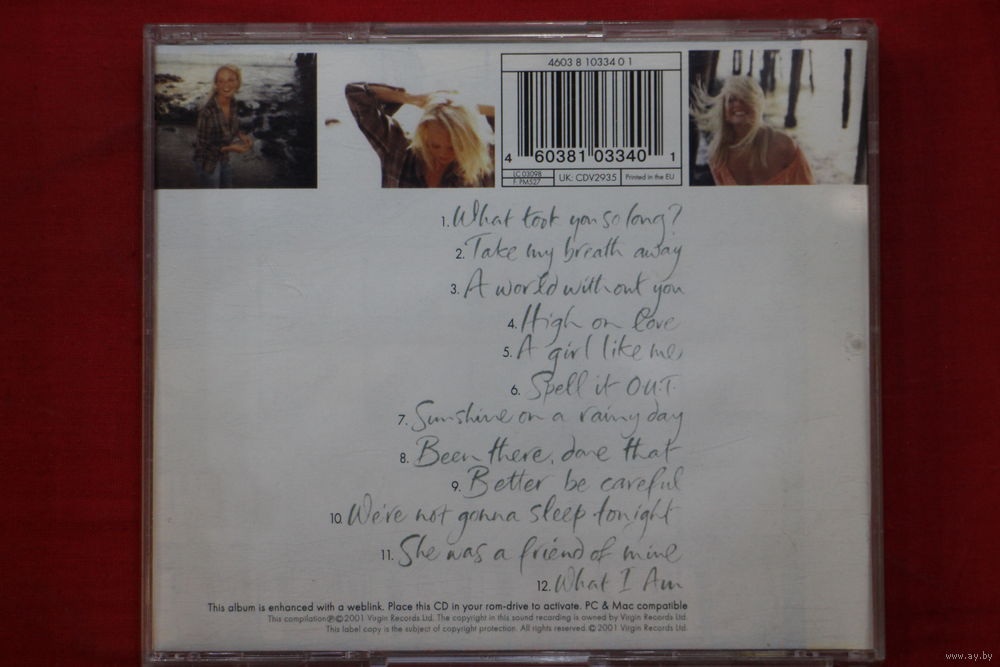 4603 8 10334 0 1
4 60381 03340 1
LC 03098
F: PM527
UK: CDV2935
Printed in the EU
1. What took you so long?
2. Take my breath away
3. A world without you
4. High on love
5. A girl like me
6. Spell it O.U.T.
7. Sunshine on a rainy day
8. Been there, done that
9. Better be careful
10. We're not gonna sleep tonight
11. She was a friend of mine
12. What I Am
This album is enhanced with a weblink. Place this CD in your rom-drive to activate. PC & Mac compatible
This compilation ℗©2001 Virgin Records Ltd. The copyright in this sound recording is owned by Virgin Records Ltd.
This label copy is the subject of copyright protection. All rights reserved. © 2001 Virgin Records Ltd.
www.ay.by